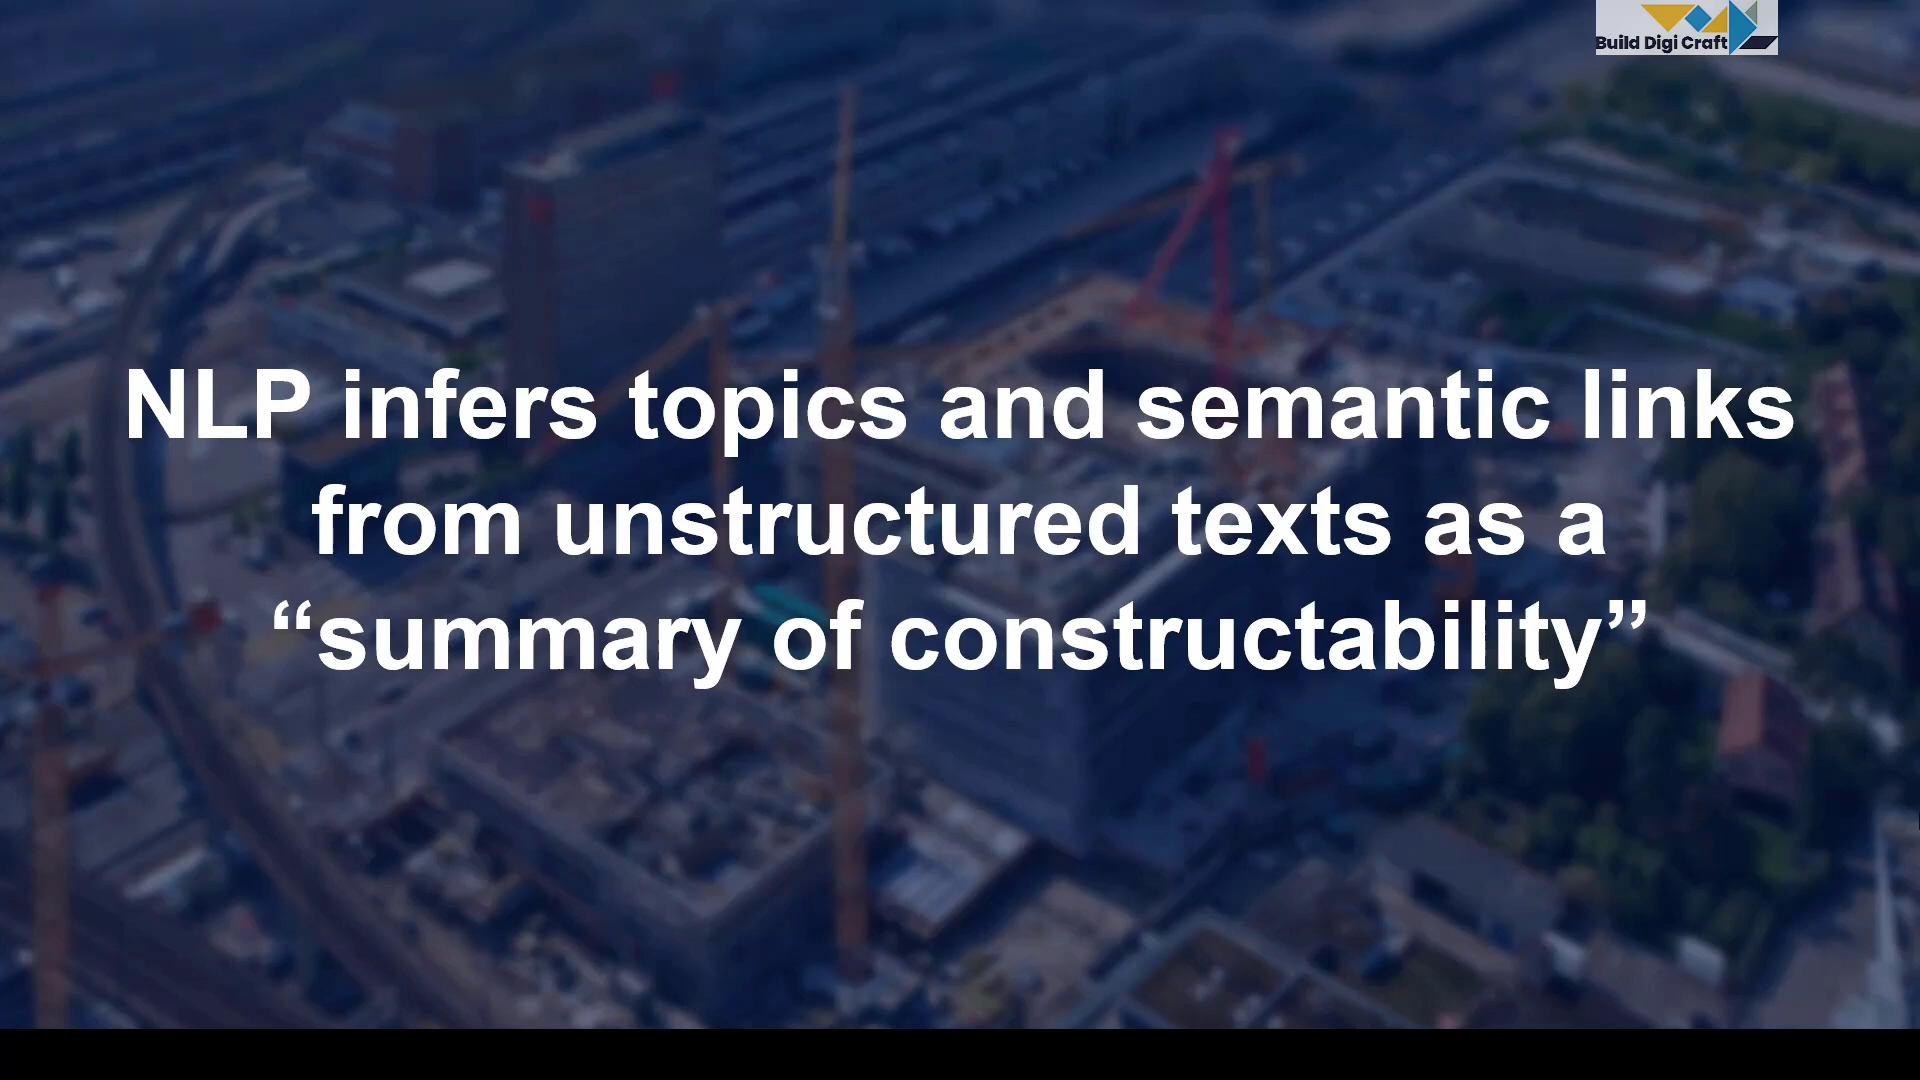 Build Digi Craft
NLP infers topics and semantic links
from unstructured texts as a
“summary of constructability”